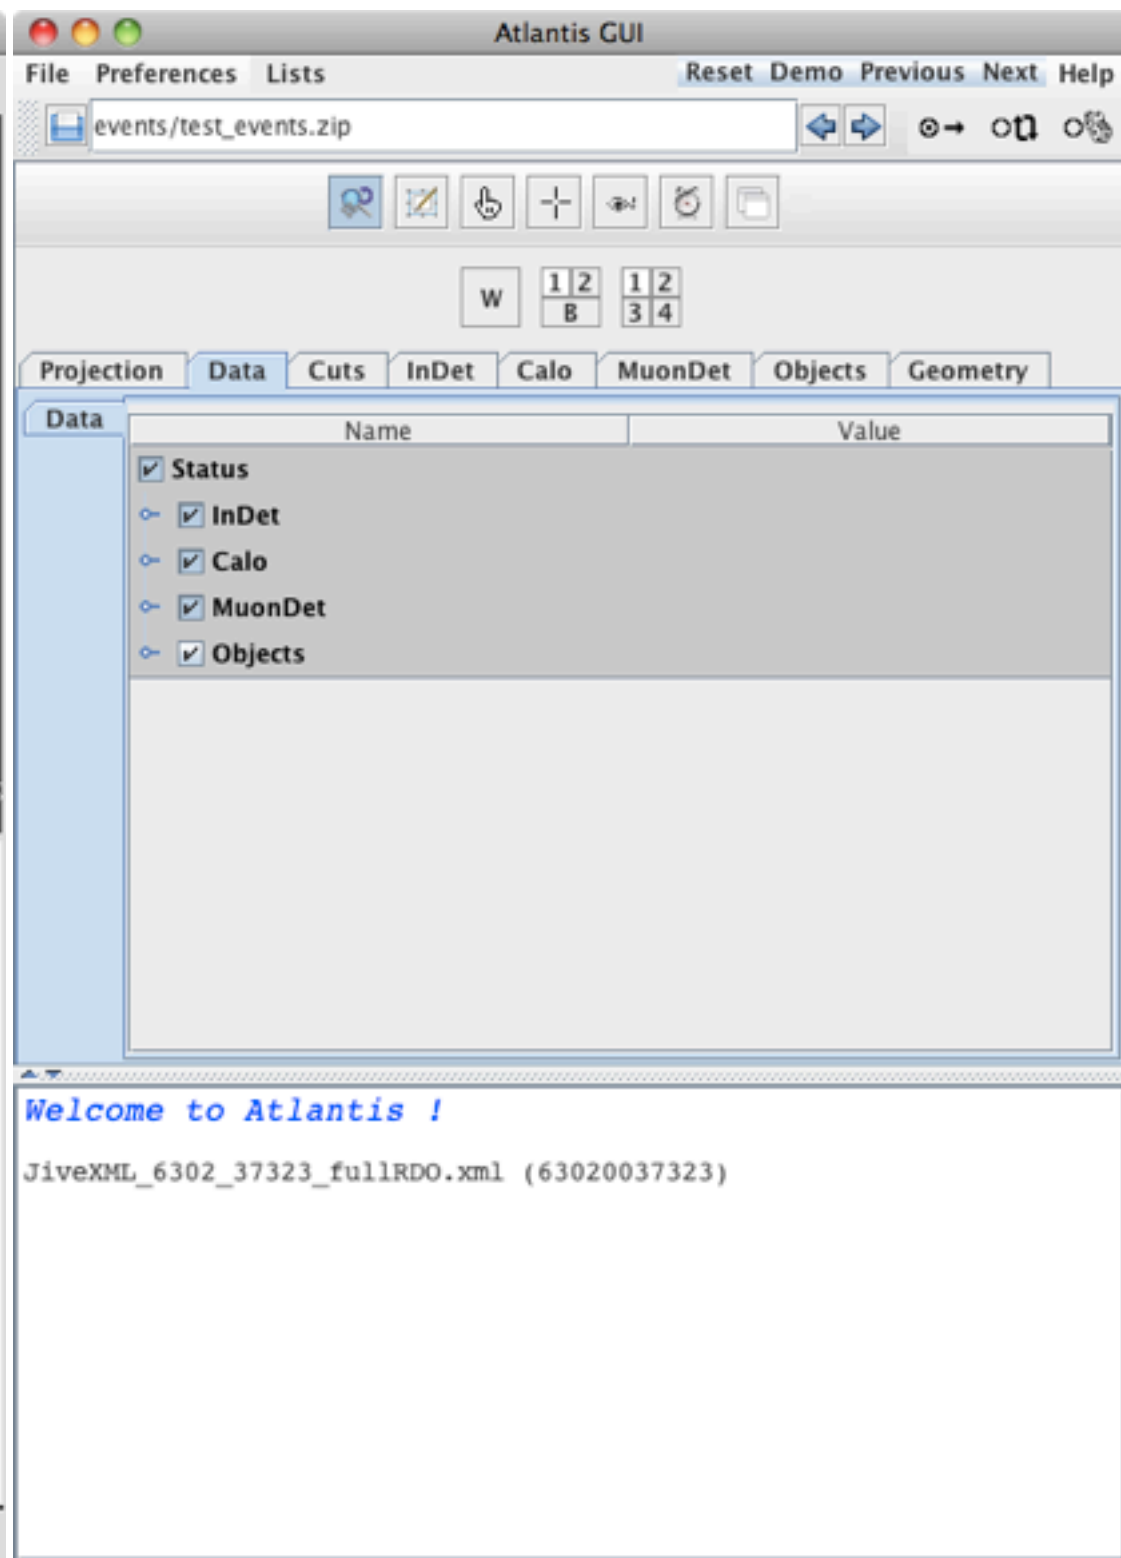 Atlantis GUI
File Preferences Lists Reset Demo Previous Next Help
events/test_events.zip
W 1 2 B 1 2 3 4
Projection Data Cuts InDet Calo MuonDet Objects Geometry
Data
Name Value
Status
InDet
Calo
MuonDet
Objects
Welcome to Atlantis !
JiveXML_6302_37323_fullRDO.xml (63020037323)